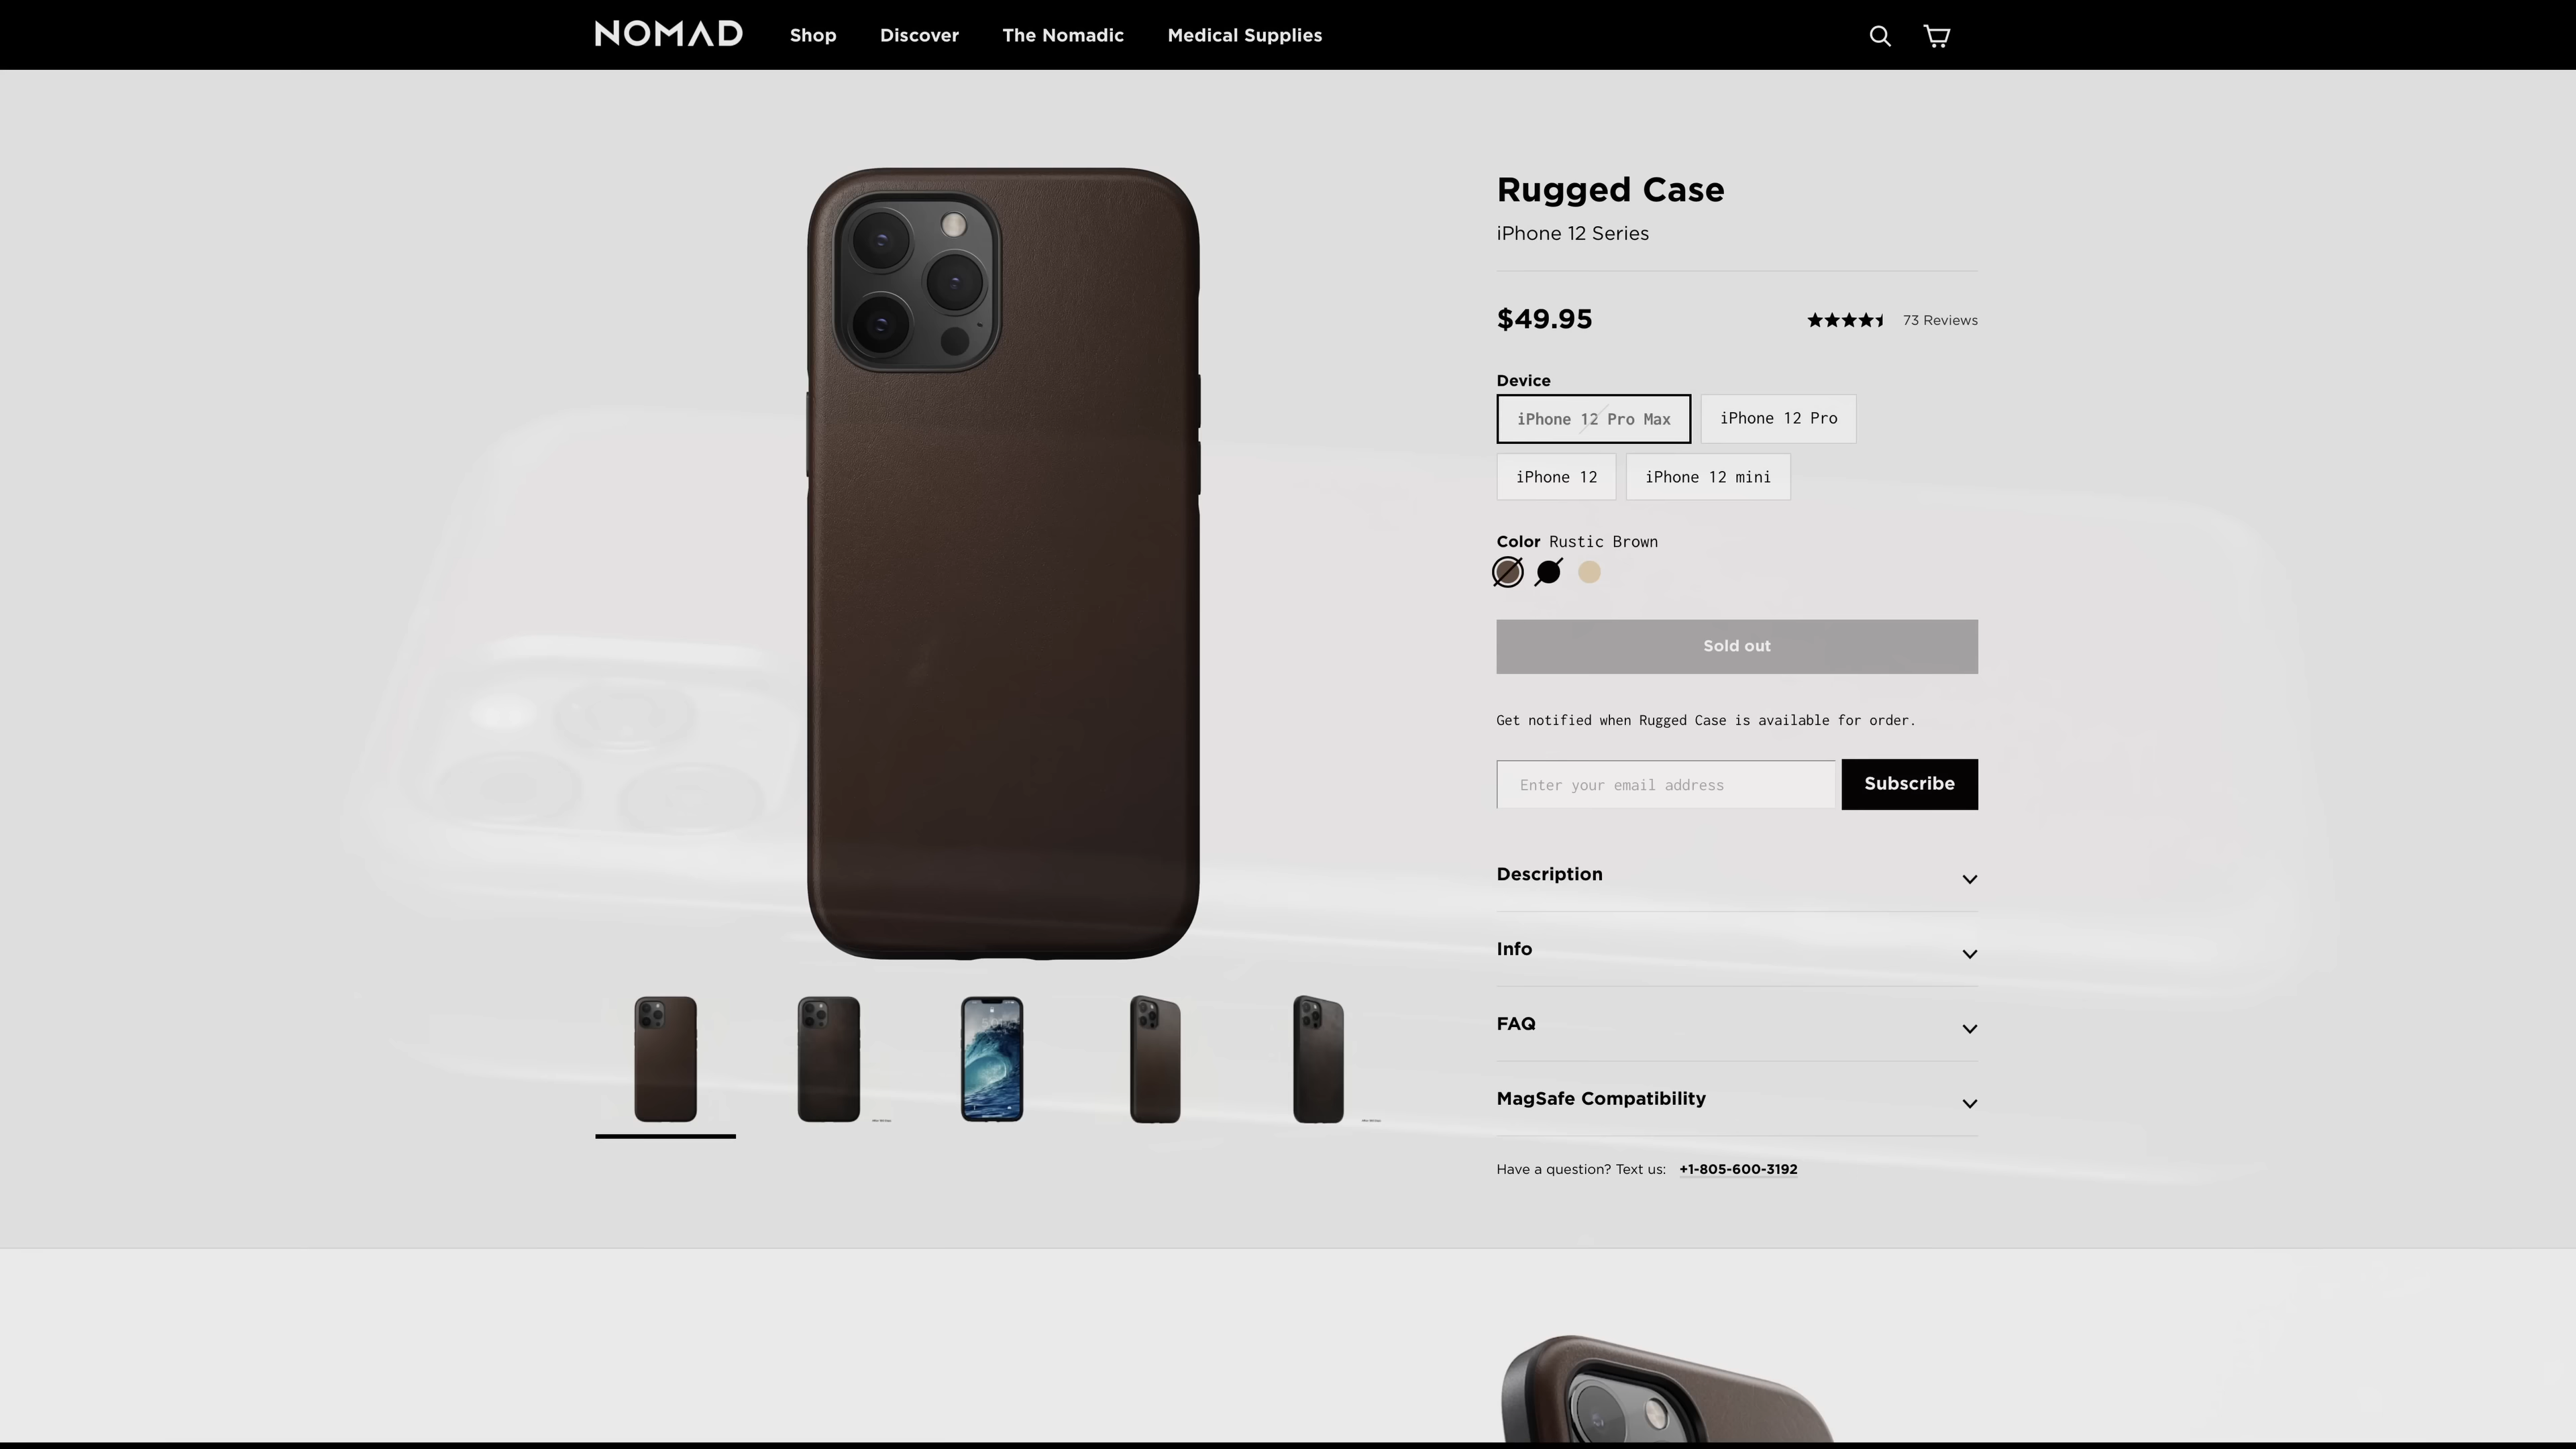 NOMAD
Shop Discover The Nomadic Medical Supplies
Rugged Case
iPhone 12 Series
$49.95
73 Reviews
Device
iPhone 12 Pro Max
iPhone 12 Pro
iPhone 12
iPhone 12 mini
Color Rustic Brown
Sold out
Get notified when Rugged Case is available for order.
Enter your email address
Subscribe
Description
Info
FAQ
MagSafe Compatibility
Have a question? Text us: +1-805-600-3192